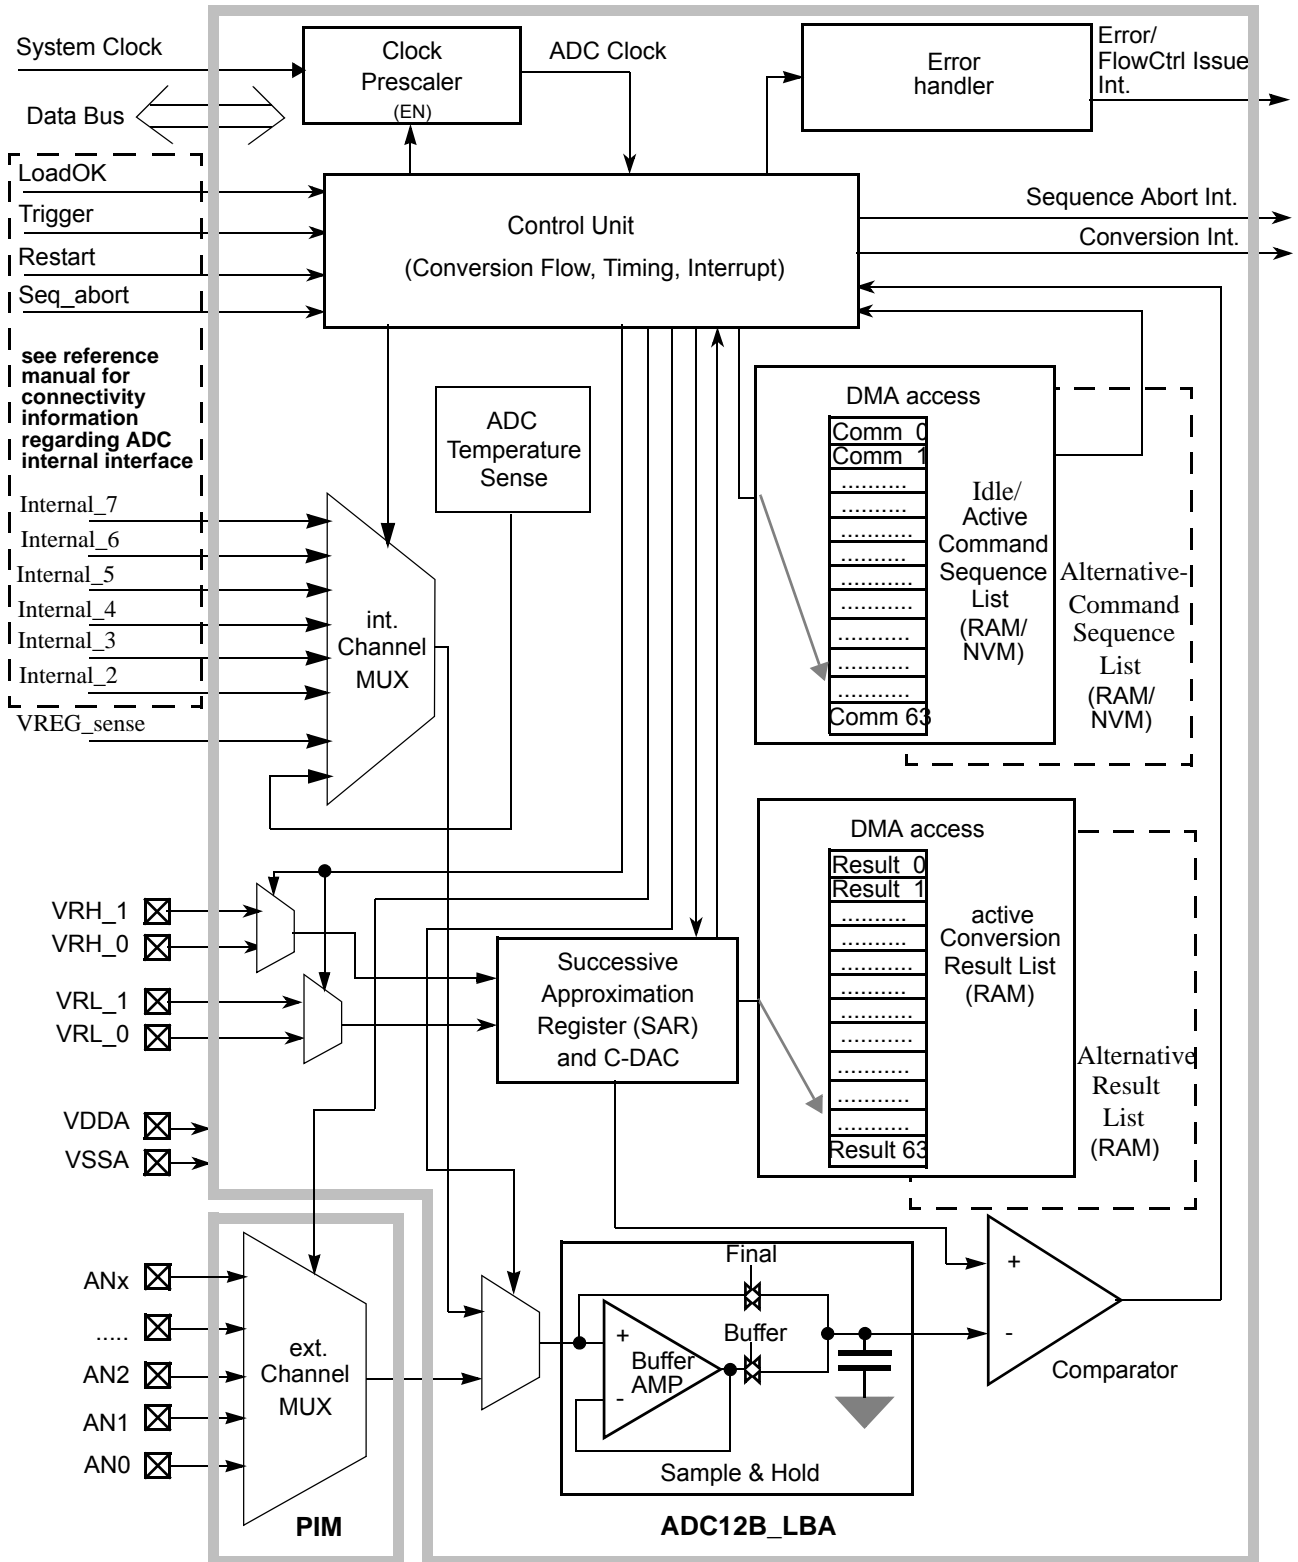 System Clock
Clock
Prescaler
(EN)
ADC Clock
Error
handler
Error/
FlowCtrl Issue
Int.
Data Bus
LoadOK
Trigger
Restart
Seq_abort
Control Unit
(Conversion Flow, Timing, Interrupt)
Sequence Abort Int.
Conversion Int.
see reference
manual for
connectivity
information
regarding ADC
internal interface
ADC
Temperature
Sense
Internal_7
Internal_6
Internal_5
Internal_4
Internal_3
Internal_2
VREG_sense
int.
Channel
MUX
DMA access
Comm 0
Comm 1
..........
..........
...........
...........
...........
...........
...........
...........
...........
Comm 63
Idle/
Active
Command
Sequence
List
(RAM/
NVM)
Alternative-
Command
Sequence
List
(RAM/
NVM)
DMA access
Result 0
Result 1
..........
..........
...........
...........
...........
...........
...........
...........
...........
Result 63
active
Conversion
Result List
(RAM)
Alternative
Result
List
(RAM)
VRH_1
VRH_0
VRL_1
VRL_0
Successive
Approximation
Register (SAR)
and C-DAC
VDDA
VSSA
ANx
.....
AN2
AN1
AN0
ext.
Channel
MUX
PIM
Final
Buffer
+
Buffer
AMP
-
Sample & Hold
+
-
Comparator
ADC12B_LBA